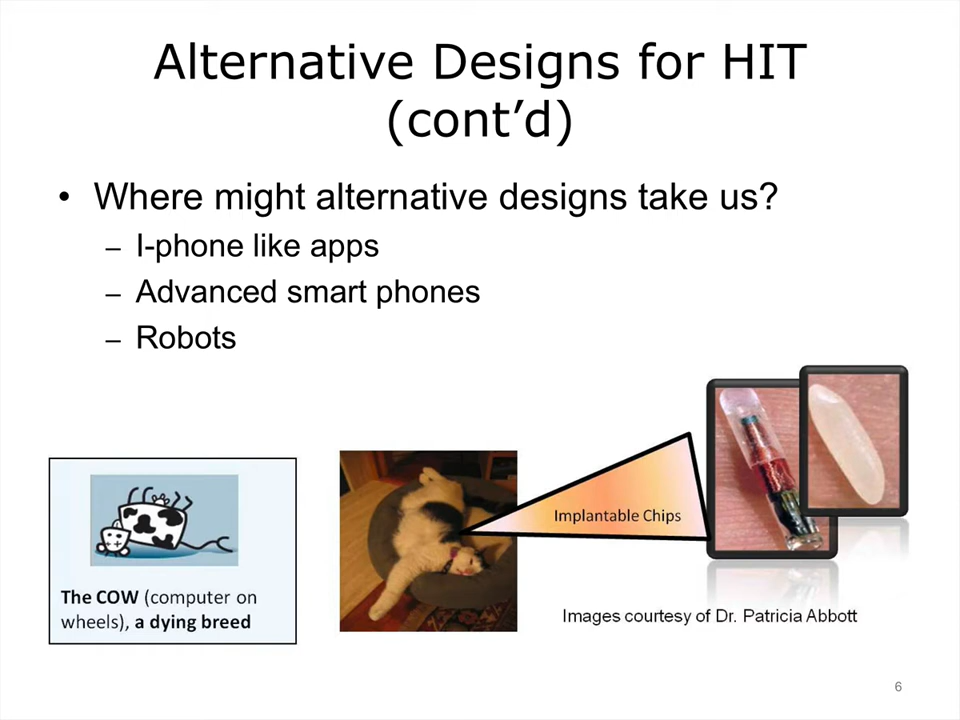 Alternative Designs for HIT
(cont’d)
• Where might alternative designs take us?
– I-phone like apps
– Advanced smart phones
– Robots
Implantable Chips
The COW (computer on
wheels), a dying breed
Images courtesy of Dr. Patricia Abbott
6